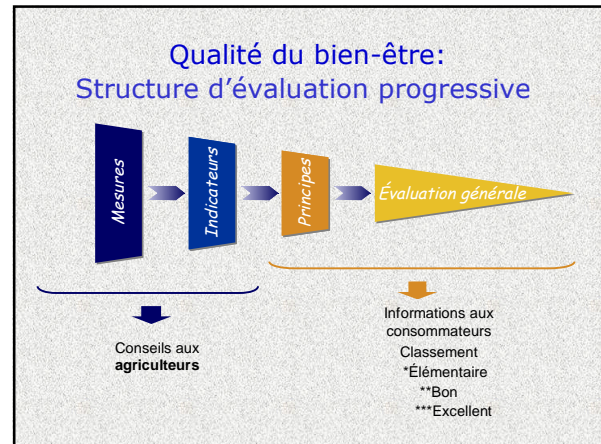 Qualité du bien-être:
Structure d'évaluation progressive
Mesures
Indicateurs
Principes
Évaluation générale
Conseils aux
agriculteurs
Informations aux
consommateurs
Classement
*Élémentaire
**Bon
***Excellent